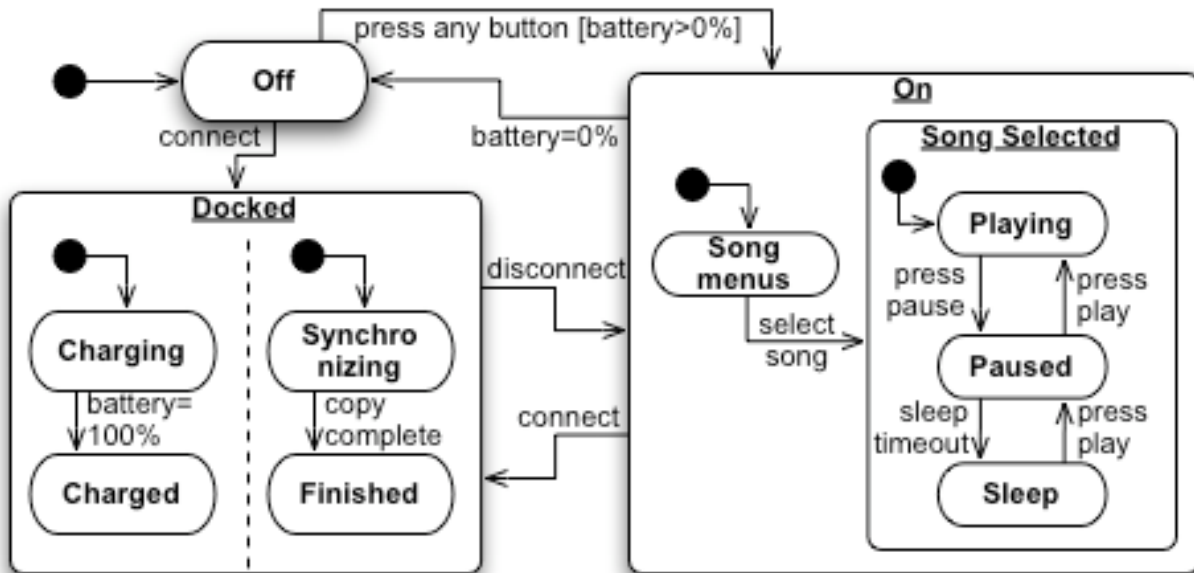 press any button [battery>0%]
Off
On
connect
battery=0%
Song Selected
Docked
Playing
Song
menus
disconnect
press
pause
press
play
Charging
Synchro
nizing
select
song
Paused
battery=
100%
copy
complete
connect
sleep
timeout
press
play
Charged
Finished
Sleep